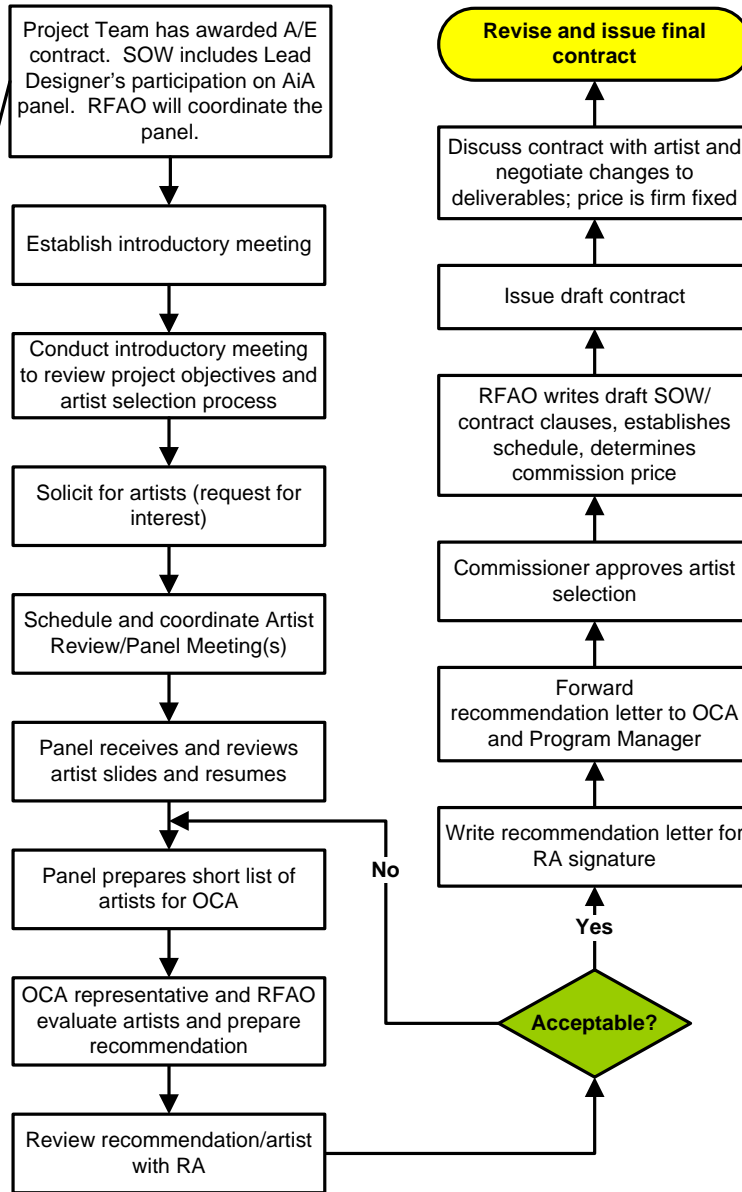 Project Team has awarded A/E
contract.  SOW includes Lead
Designer's participation on AiA
panel.  RFAO will coordinate the
panel.
Establish introductory meeting
Conduct introductory meeting
to review project objectives and
artist selection process
Solicit for artists (request for
interest)
Schedule and coordinate Artist
Review/Panel Meeting(s)
Panel receives and reviews
artist slides and resumes
Panel prepares short list of
artists for OCA
OCA representative and RFAO
evaluate artists and prepare
recommendation
Review recommendation/artist
with RA
Acceptable?
No
Yes
Write recommendation letter for
RA signature
Forward
recommendation letter to OCA
and Program Manager
Commissioner approves artist
selection
RFAO writes draft SOW/
contract clauses, establishes
schedule, determines
commission price
Issue draft contract
Discuss contract with artist and
negotiate changes to
deliverables; price is firm fixed
Revise and issue final
contract